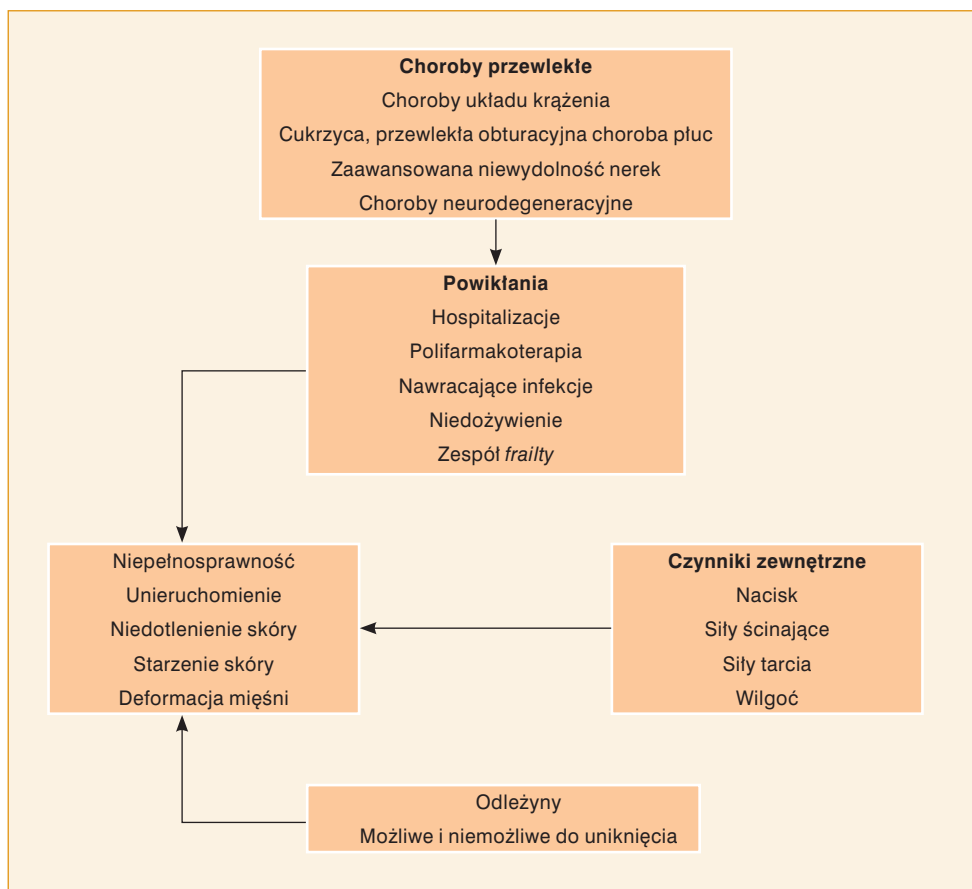 Choroby przewlekłe
Choroby układu krążenia
Cukrzyca, przewlekła obturacyjna choroba płuc
Zaawansowana niewydolność nerek
Choroby neurodegeneracyjne
Powikłania
Hospitalizacje
Polifarmakoterapia
Nawracające infekcje
Niedożywienie
Zespół frailty
Niepełnosprawność
Unieruchomienie
Niedotlenienie skóry
Starzenie skóry
Deformacja mięśni
Czynniki zewnętrzne
Nacisk
Siły ścinające
Siły tarcia
Wilgoć
Odleżyny
Możliwe i niemożliwe do uniknięcia